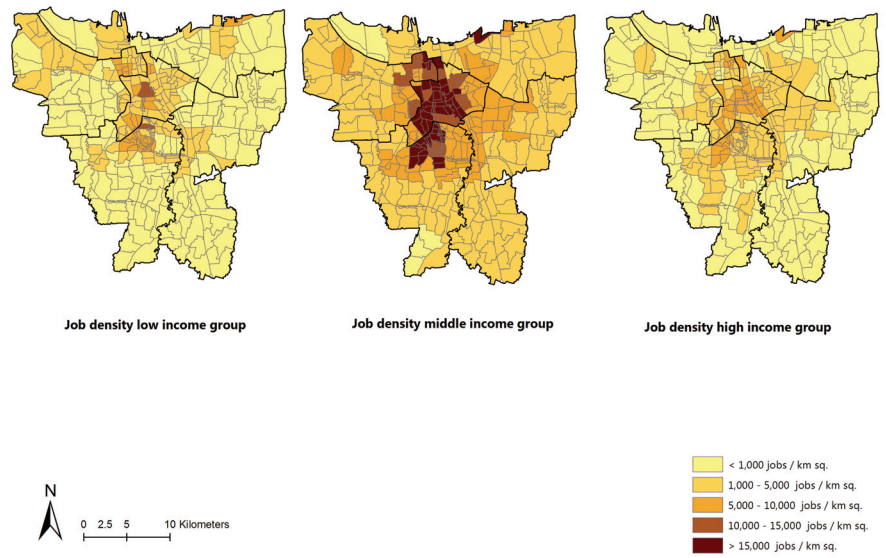 Job density low income group
Job density middle income group
Job density high income group
N
0 2.5 5 10 Kilometers
< 1,000 jobs / km sq.
1,000 - 5,000 jobs / km sq.
5,000 - 10,000 jobs / km sq.
10,000 - 15,000 jobs / km sq.
> 15,000 jobs / km sq.